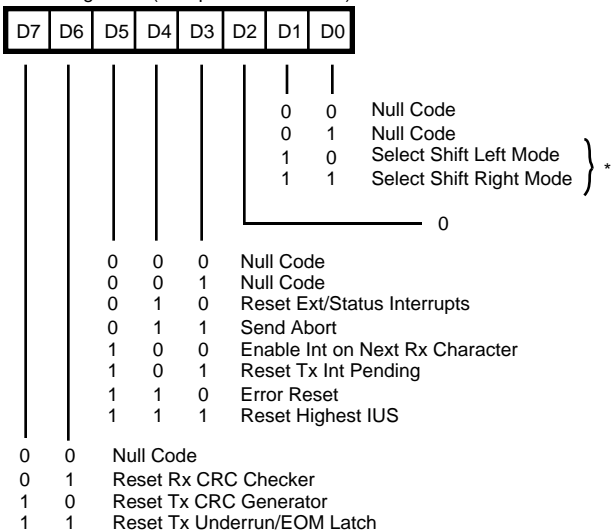 D7 D6 D5 D4 D3 D2 D1 D0
0 0 Null Code
0 1 Null Code
1 0 Select Shift Left Mode
1 1 Select Shift Right Mode
*
0
0 0 0 Null Code
0 0 1 Null Code
0 1 0 Reset Ext/Status Interrupts
0 1 1 Send Abort
1 0 0 Enable Int on Next Rx Character
1 0 1 Reset Tx Int Pending
1 1 0 Error Reset
1 1 1 Reset Highest IUS
0 0 Null Code
0 1 Reset Rx CRC Checker
1 0 Reset Tx CRC Generator
1 1 Reset Tx Underrun/EOM Latch